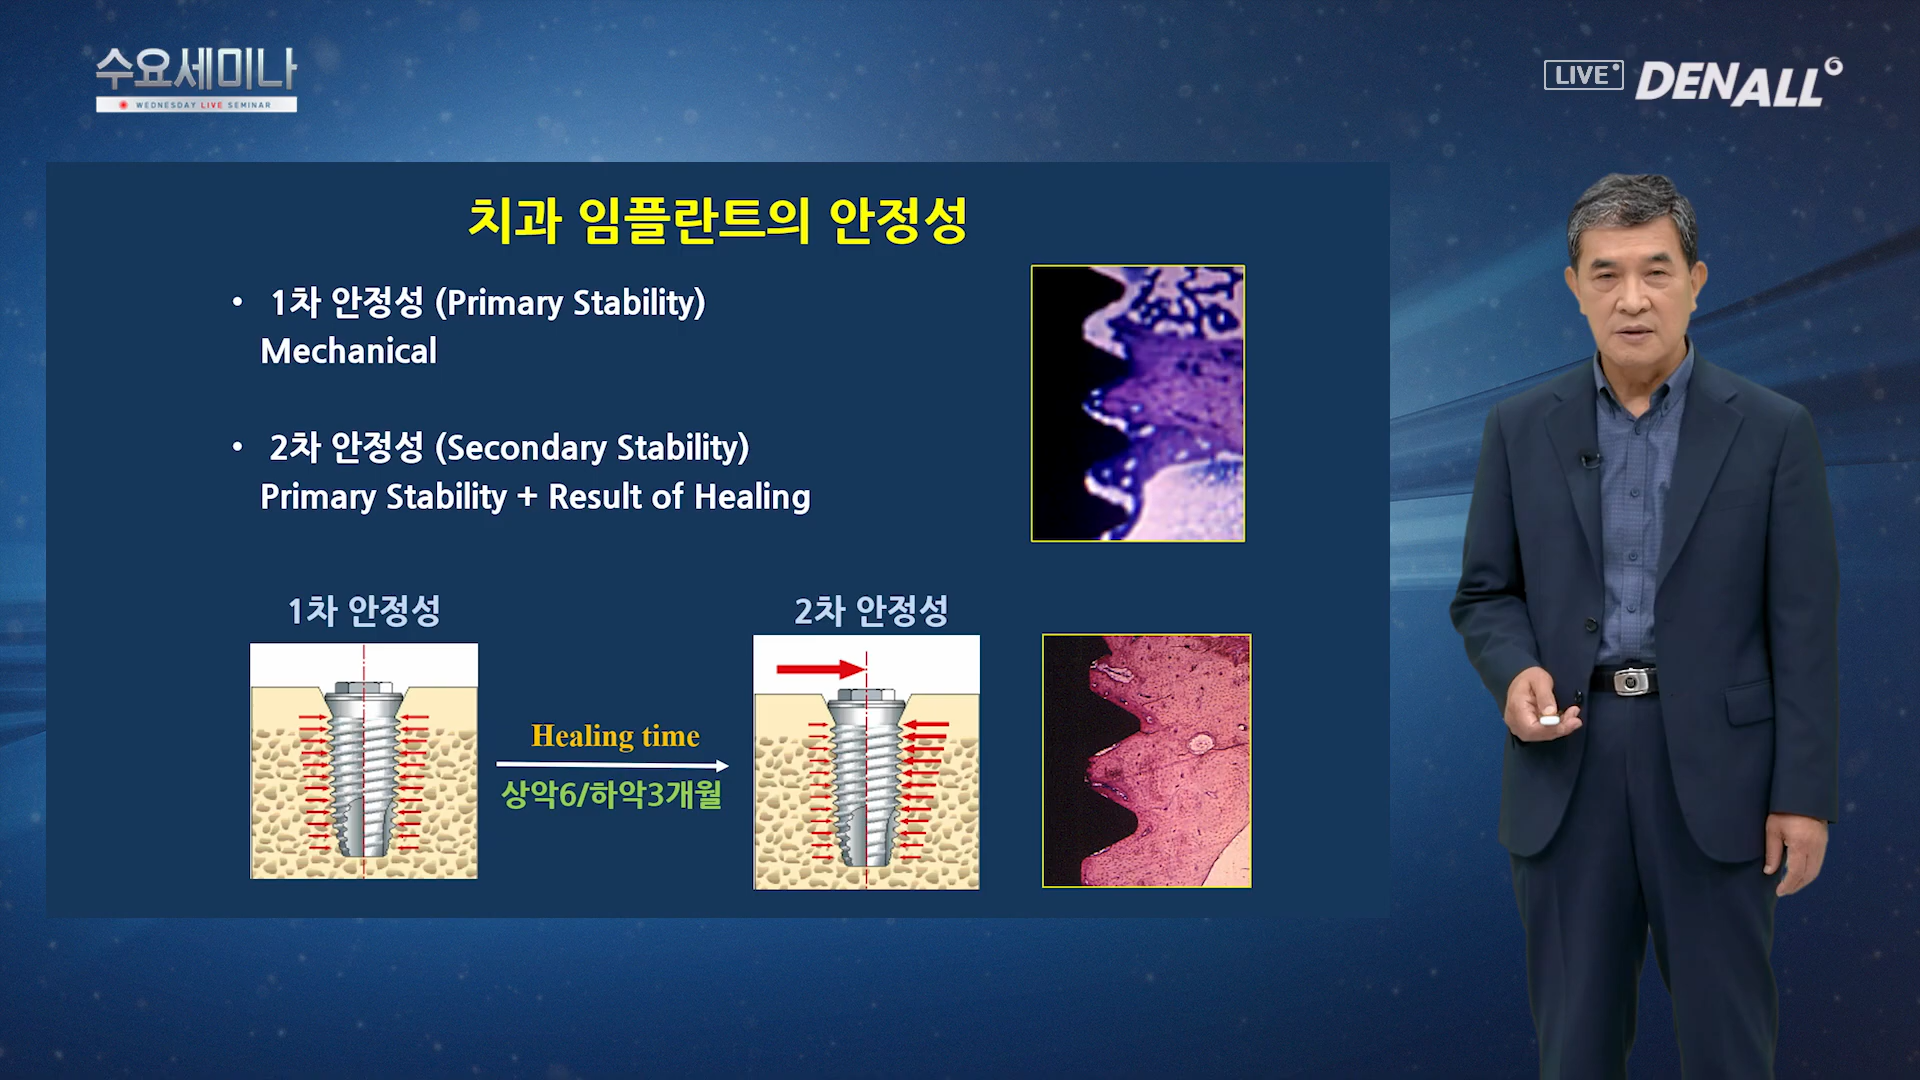 수요세미나
WEDNESDAY LIVE SEMINAR
LIVE
DENALL
치과 임플란트의 안정성
• 1차 안정성 (Primary Stability)
Mechanical
• 2차 안정성 (Secondary Stability)
Primary Stability + Result of Healing
1차 안정성
2차 안정성
Healing time
상악6/하악3개월